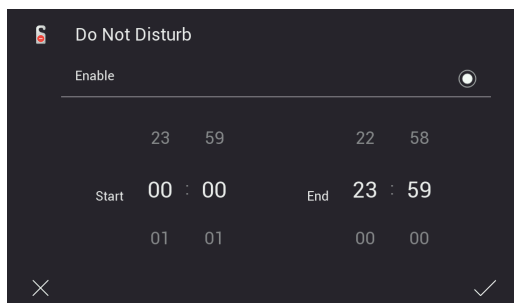 Do Not Disturb
Enable
23 59 22 58
Start 00 : 00 End 23 : 59
01 01 00 00